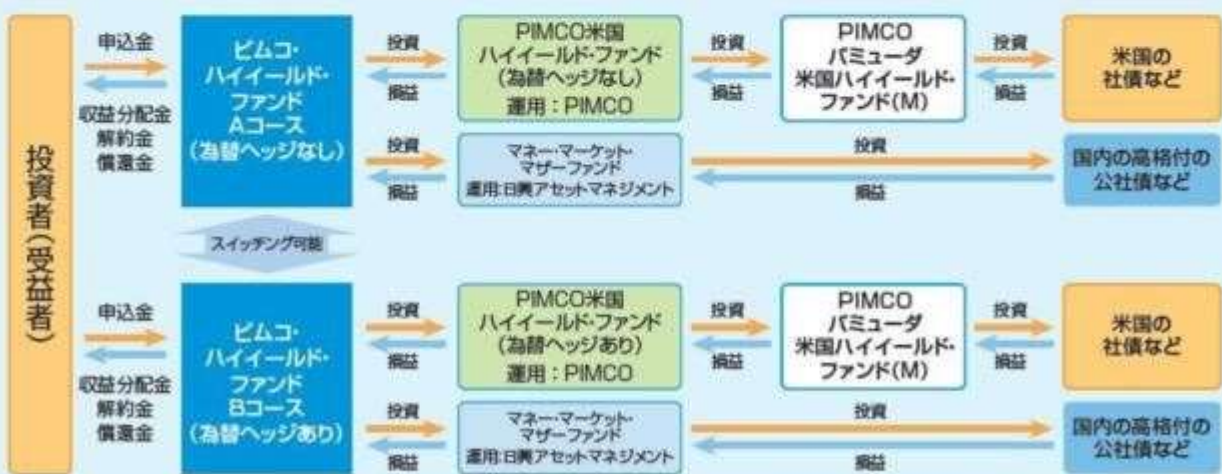 投資者(受益者)
申込金
収益分配金
解約金
償還金
ピムコ・
ハイイールド・
ファンド
Aコース
(為替ヘッジなし)
投資
損益
PIMCO米国
ハイイールド・ファンド
(為替ヘッジなし)
運用：PIMCO
投資
損益
PIMCO
バミューダ
米国ハイイールド・
ファンド(M)
投資
損益
米国の
社債など
投資
損益
マネー・マーケット・
マザーファンド
運用:日興アセットマネジメント
投資
損益
国内の高格付の
公社債など
スイッチング可能
申込金
収益分配金
解約金
償還金
ピムコ・
ハイイールド・
ファンド
Bコース
(為替ヘッジあり)
投資
損益
PIMCO米国
ハイイールド・ファンド
(為替ヘッジあり)
運用：PIMCO
投資
損益
PIMCO
バミューダ
米国ハイイールド・
ファンド(M)
投資
損益
米国の
社債など
投資
損益
マネー・マーケット・
マザーファンド
運用:日興アセットマネジメント
投資
損益
国内の高格付の
公社債など